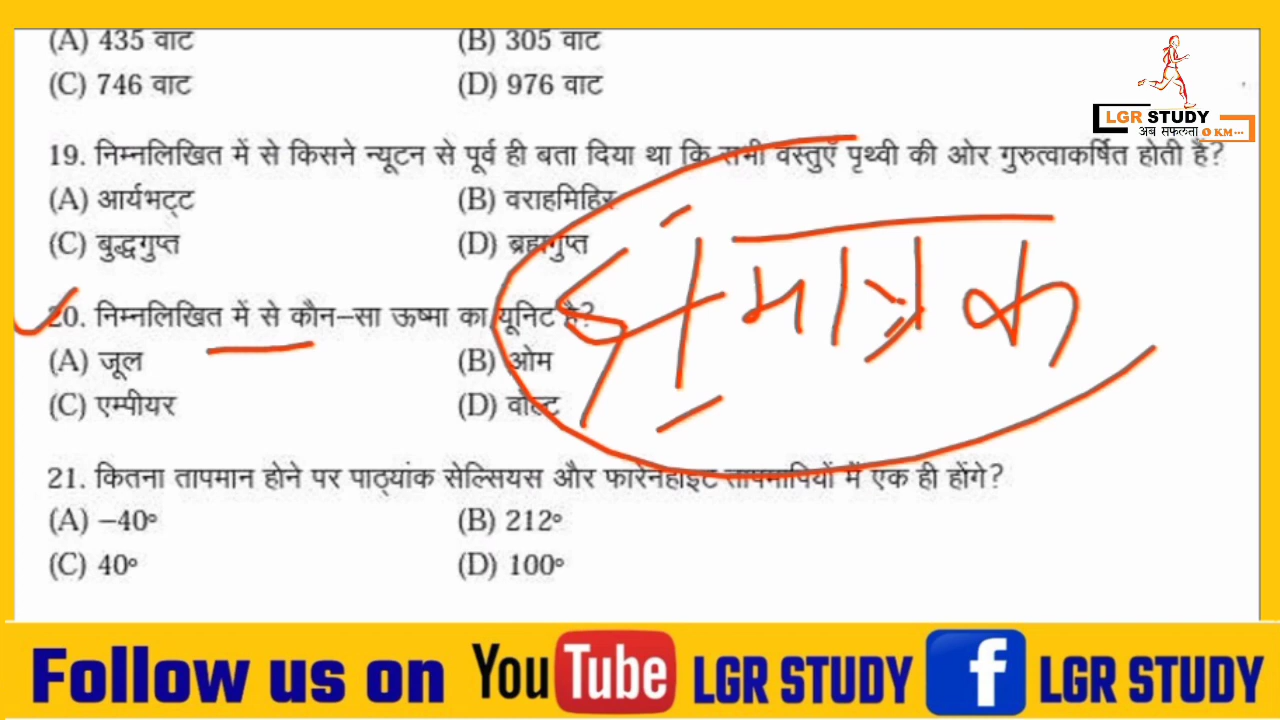 (A) 435 वाट (B) 305 वाट
(C) 746 वाट (D) 976 वाट
LGR STUDY
अब सफलता 0 KM...
19. निम्नलिखित में से किसने न्यूटन से पूर्व ही बता दिया था कि सभी वस्तुएँ पृथ्वी की ओर गुरुत्वाकर्षित होती हैं?
(A) आर्यभट्ट (B) वराहमिहिर
(C) बुद्धगुप्त (D) ब्रह्मगुप्त
20. निम्नलिखित में से कौन–सा ऊष्मा का यूनिट है?
(A) जूल (B) ओम
(C) एम्पीयर (D) वोल्ट
मात्रक
21. कितना तापमान होने पर पाठ्यांक सेल्सियस और फारेनहाइट तापमापियों में एक ही होंगे?
(A) –40° (B) 212°
(C) 40° (D) 100°
Follow us on YouTube LGR STUDY f LGR STUDY